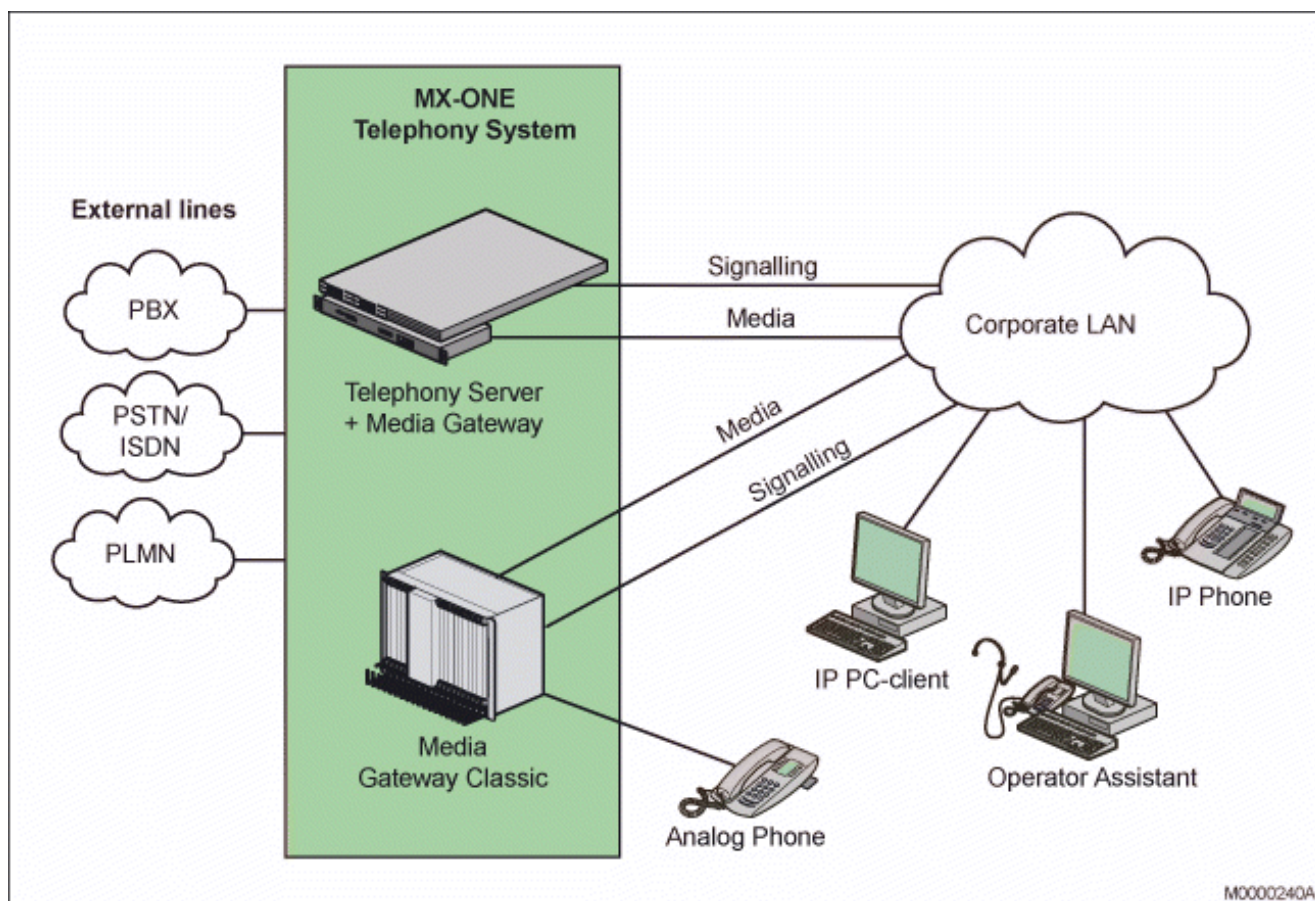 MX-ONE
Telephony System
External lines
PBX
PSTN/
ISDN
PLMN
Telephony Server
+ Media Gateway
Media
Gateway Classic
Signalling
Media
Media
Signalling
Corporate LAN
IP Phone
IP PC-client
Operator Assistant
Analog Phone
M0000240A